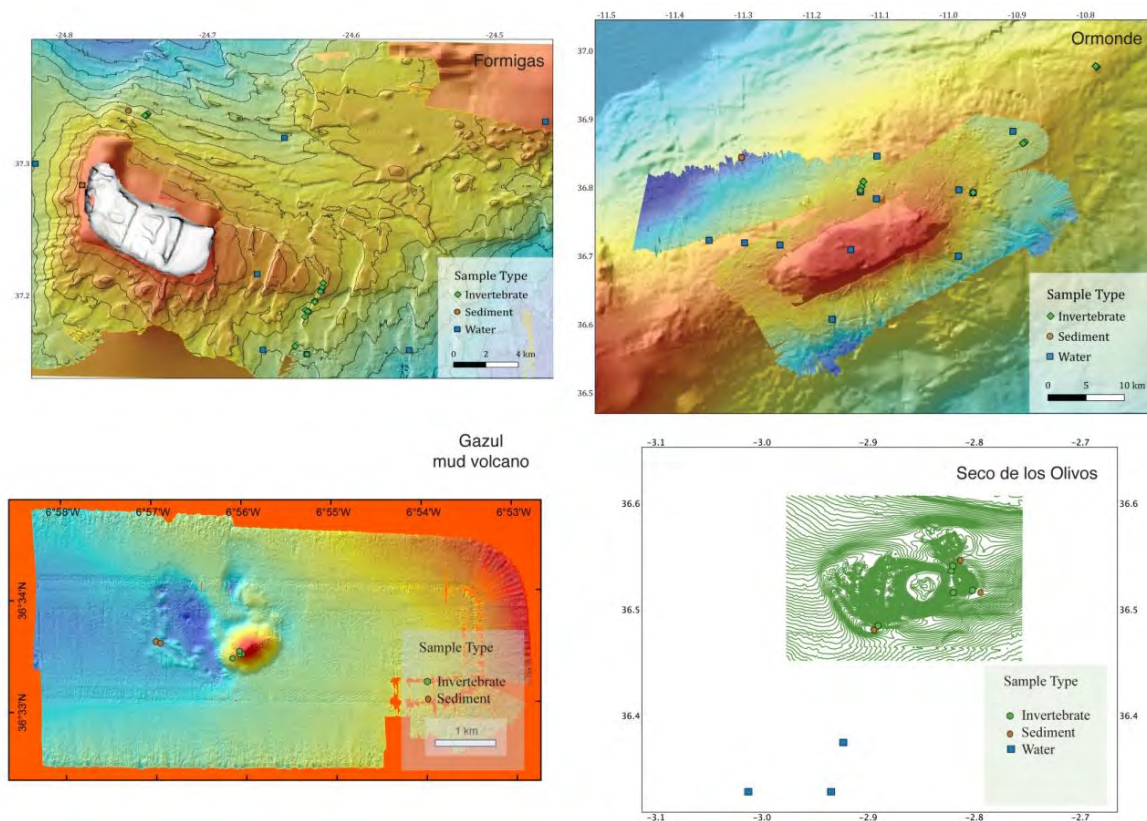 -24.8 -24.7 -24.6 -24.5
Formigas
37.3
37.2
Sample Type
Invertebrate
Sediment
Water
0 2 4 km
-11.5 -11.3 -11.1 -11.1 -10.9 -10.8
Ormonde
37.0
36.9
36.8
36.7
36.6
36.5
Sample Type
Invertebrate
Sediment
Water
0 5 10 km
Gazul
mud volcano
6°58'W 6°57'W 6°56'W 6°55'W 6°54'W 6°53'W
36°34'N
36°33'N
Sample Type
Invertebrate
Sediment
1 km
-3.1 -3.0 -2.9 -2.8 -2.7
Seco de los Olivos
36.6 36.6
36.5 36.5
36.4 36.4
Sample Type
Invertebrate
Sediment
Water
-3.1 -3.0 -2.9 -2.8 -2.7